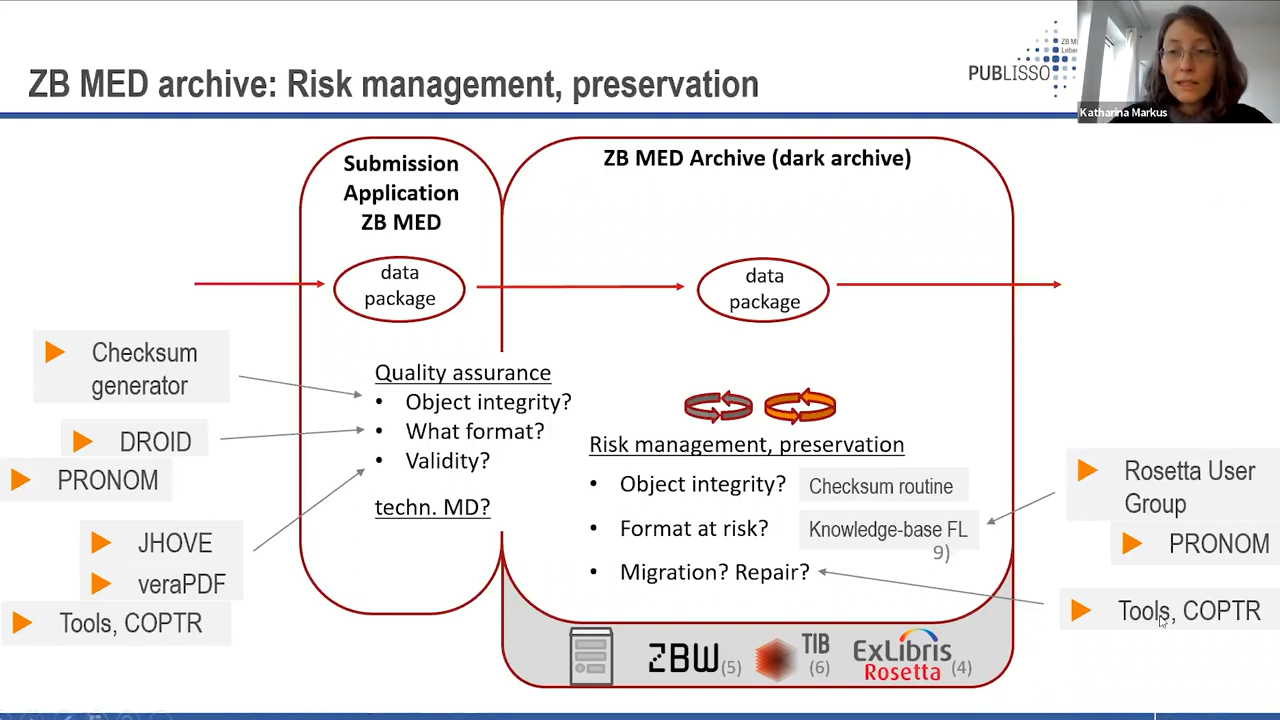 ZB MED archive: Risk management, preservation
ZB M
Leber
PUBLISSO
Katharina Markus
Submission
Application
ZB MED
ZB MED Archive (dark archive)
data
package
data
package
Checksum
generator
DROID
PRONOM
JHOVE
veraPDF
Tools, COPTR
Quality assurance
• Object integrity?
• What format?
• Validity?
techn. MD?
Risk management, preservation
• Object integrity? Checksum routine
• Format at risk? Knowledge-base FL
9)
• Migration? Repair?
Rosetta User
Group
PRONOM
Tools, COPTR
ZBW (5)
TIB
(6)
ExLibris
Rosetta (4)